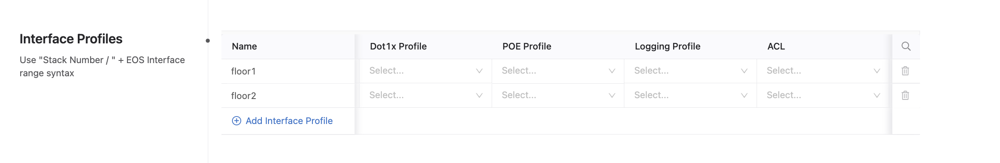 Interface Profiles
Use "Stack Number / " + EOS Interface
range syntax
Name Dot1x Profile POE Profile Logging Profile ACL
floor1 Select... Select... Select... Select...
floor2 Select... Select... Select... Select...
Add Interface Profile